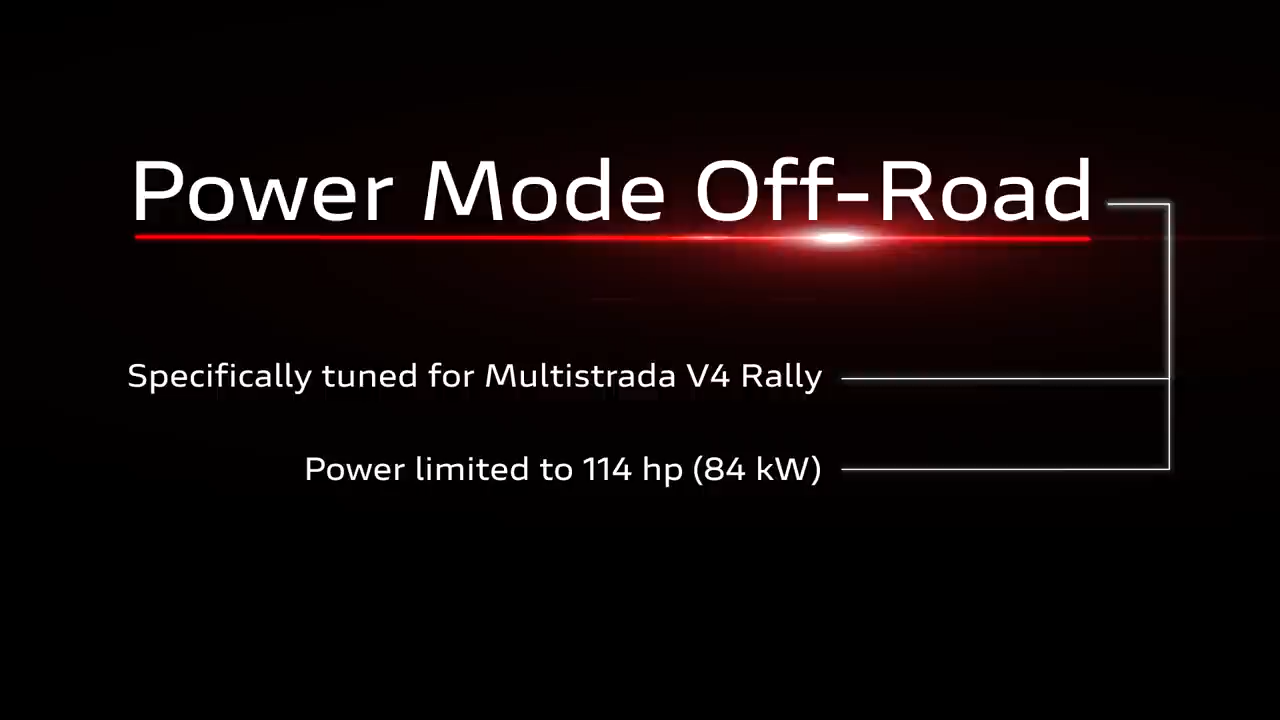 Power Mode Off-Road
Specifically tuned for Multistrada V4 Rally
Power limited to 114 hp (84 kW)